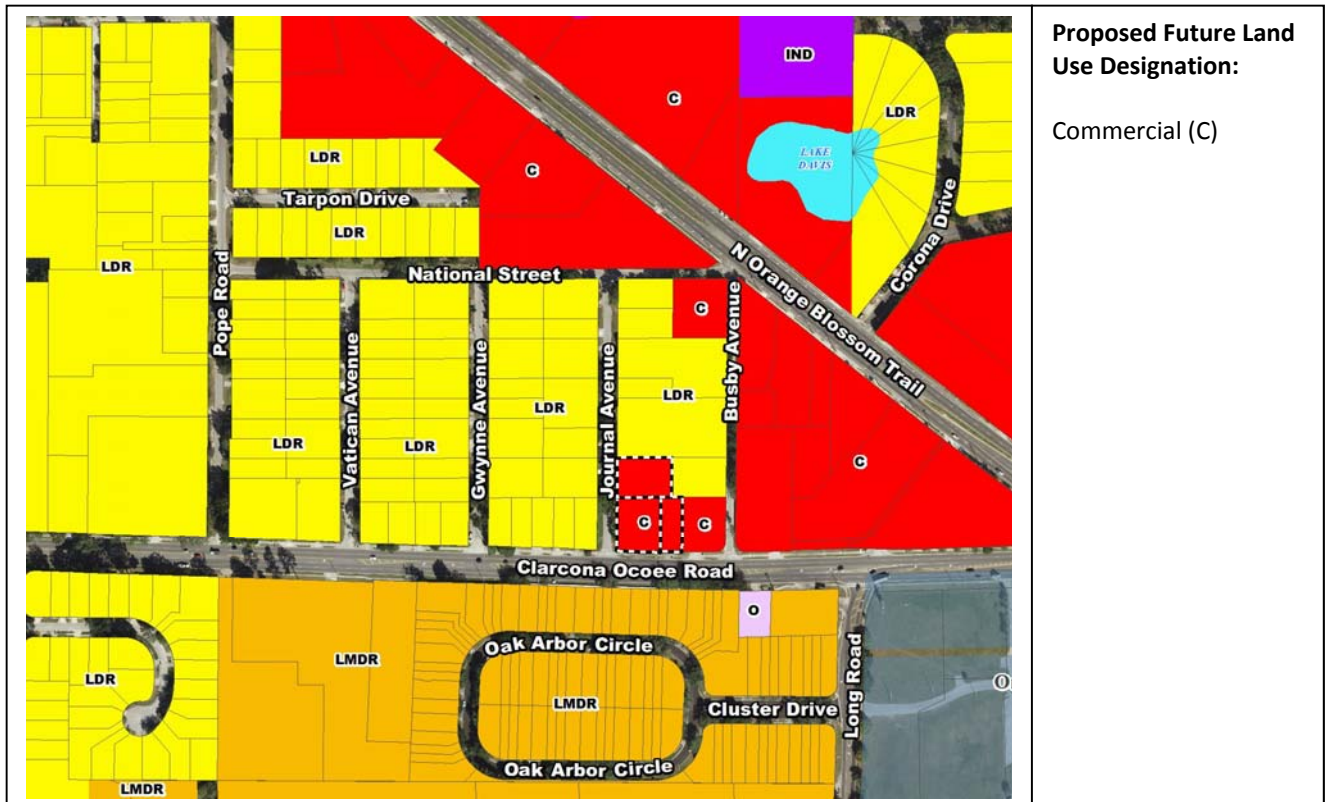 Proposed Future Land
Use Designation:
Commercial (C)
IND
C
LDR
LAKE
DAVIS
LDR
C
Tarpon Drive
LDR
Corona Drive
N Orange Blossom Trail
LDR
Pope Road
National Street
C
Vatican Avenue
Gwynne Avenue
Journal Avenue
Busby Avenue
LDR
LDR
LDR
LDR
C
C
C
Clarcona Ocoee Road
O
Oak Arbor Circle
LMDR
LDR
Long Road
O
LMDR
Cluster Drive
Oak Arbor Circle
LMDR